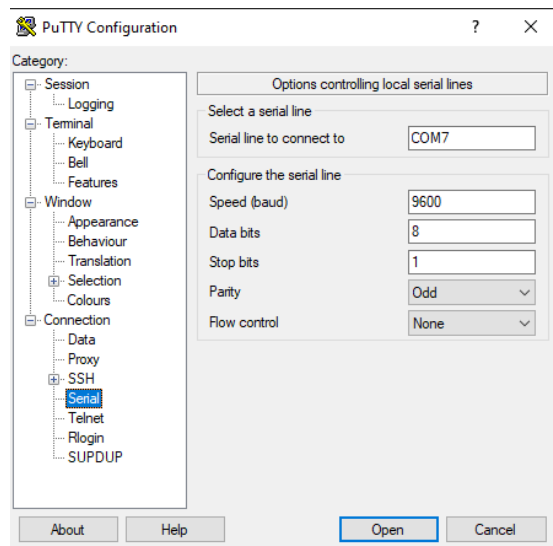 PuTTY Configuration
?
Category:
Session
Logging
Terminal
Keyboard
Bell
Features
Window
Appearance
Behaviour
Translation
Selection
Colours
Connection
Data
Proxy
SSH
Serial
Telnet
Rlogin
SUPDUP
Options controlling local serial lines
Select a serial line
Serial line to connect to COM7
Configure the serial line
Speed (baud) 9600
Data bits 8
Stop bits 1
Parity Odd
Flow control None
About Help Open Cancel